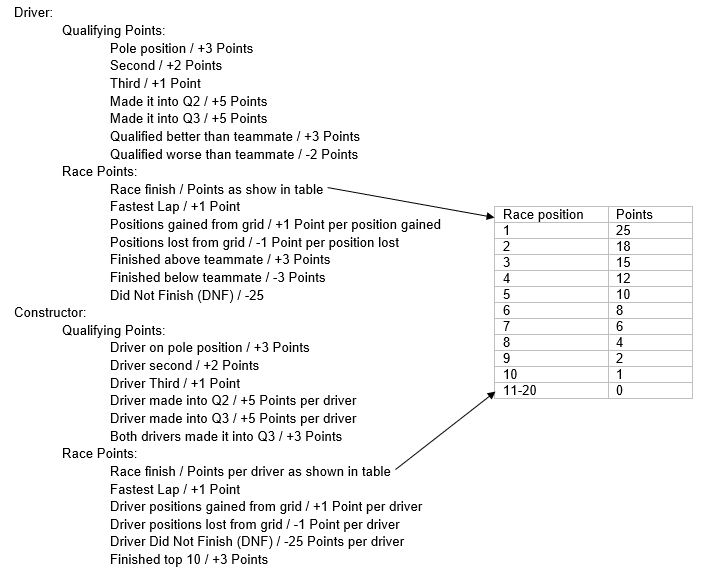 Driver:
Qualifying Points:
Pole position / +3 Points
Second / +2 Points
Third / +1 Point
Made it into Q2 / +5 Points
Made it into Q3 / +5 Points
Qualified better than teammate / +3 Points
Qualified worse than teammate / -2 Points
Race Points:
Race finish / Points as show in table
Fastest Lap / +1 Point
Positions gained from grid / +1 Point per position gained
Positions lost from grid / -1 Point per position lost
Finished above teammate / +3 Points
Finished below teammate / -3 Points
Did Not Finish (DNF) / -25
Constructor:
Qualifying Points:
Driver on pole position / +3 Points
Driver second / +2 Points
Driver Third / +1 Point
Driver made into Q2 / +5 Points per driver
Driver made into Q3 / +5 Points per driver
Both drivers made it into Q3 / +3 Points
Race Points:
Race finish / Points per driver as shown in table
Fastest Lap / +1 Point
Driver positions gained from grid / +1 Point per driver
Driver positions lost from grid / -1 Point per driver
Driver Did Not Finish (DNF) / -25 Points per driver
Finished top 10 / +3 Points
Race position Points
1 25
2 18
3 15
4 12
5 10
6 8
7 6
8 4
9 2
10 1
11-20 0